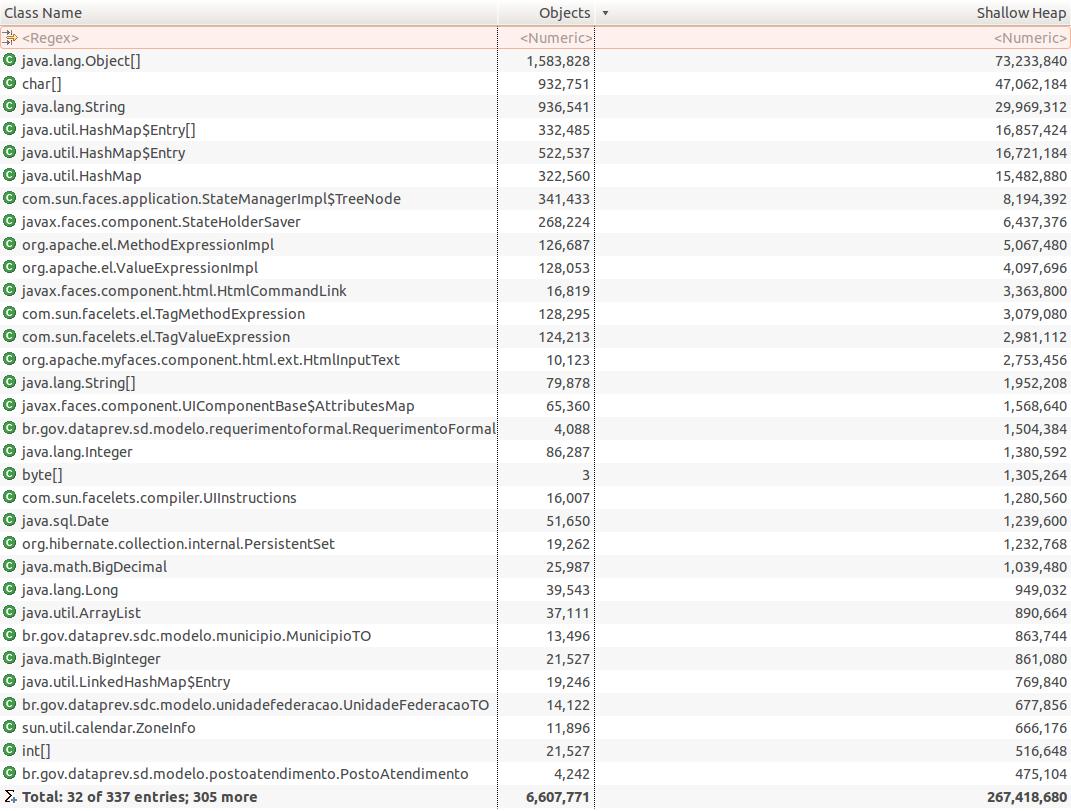 Class Name Objects Shallow Heap
<Regex> <Numeric> <Numeric>
java.lang.Object[] 1,583,828 73,233,840
char[] 932,751 47,062,184
java.lang.String 936,541 29,969,312
java.util.HashMap$Entry[] 332,485 16,857,424
java.util.HashMap$Entry 522,537 16,721,184
java.util.HashMap 322,560 15,482,880
com.sun.faces.application.StateManagerImpl$TreeNode 341,433 8,194,392
javax.faces.component.StateHolderSaver 268,224 6,437,376
org.apache.el.MethodExpressionImpl 126,687 5,067,480
org.apache.el.ValueExpressionImpl 128,053 4,097,696
javax.faces.component.html.HtmlCommandLink 16,819 3,363,800
com.sun.facelets.el.TagMethodExpression 128,295 3,079,080
com.sun.facelets.el.TagValueExpression 124,213 2,981,112
org.apache.myfaces.component.html.ext.HtmlInputText 10,123 2,753,456
java.lang.String[] 79,878 1,952,208
javax.faces.component.UIComponentBase$AttributesMap 65,360 1,568,640
br.gov.dataprev.sd.modelo.requerimentoformal.RequerimentoFormal 4,088 1,504,384
java.lang.Integer 86,287 1,380,592
byte[] 3 1,305,264
com.sun.facelets.compiler.UIInstructions 16,007 1,280,560
java.sql.Date 51,650 1,239,600
org.hibernate.collection.internal.PersistentSet 19,262 1,232,768
java.math.BigDecimal 25,987 1,039,480
java.lang.Long 39,543 949,032
java.util.ArrayList 37,111 890,664
br.gov.dataprev.sdc.modelo.municipio.MunicipioTO 13,496 863,744
java.math.BigInteger 21,527 861,080
java.util.LinkedHashMap$Entry 19,246 769,840
br.gov.dataprev.sdc.modelo.unidadefederacao.UnidadeFederacaoTO 14,122 677,856
sun.util.calendar.ZoneInfo 11,896 666,176
int[] 21,527 516,648
br.gov.dataprev.sd.modelo.postoatendimento.PostoAtendimento 4,242 475,104
Total: 32 of 337 entries; 305 more 6,607,771 267,418,680